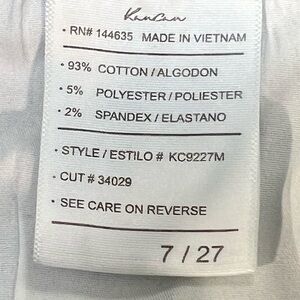 KanCan
· RN# 144635 MADE IN VIETNAM
· 93% COTTON / ALGODON
· 5% POLYESTER / POLIESTER
· 2% SPANDEX / ELASTANO
· STYLE / ESTILO # KC9227M
· CUT # 34029
· SEE CARE ON REVERSE
7 / 27